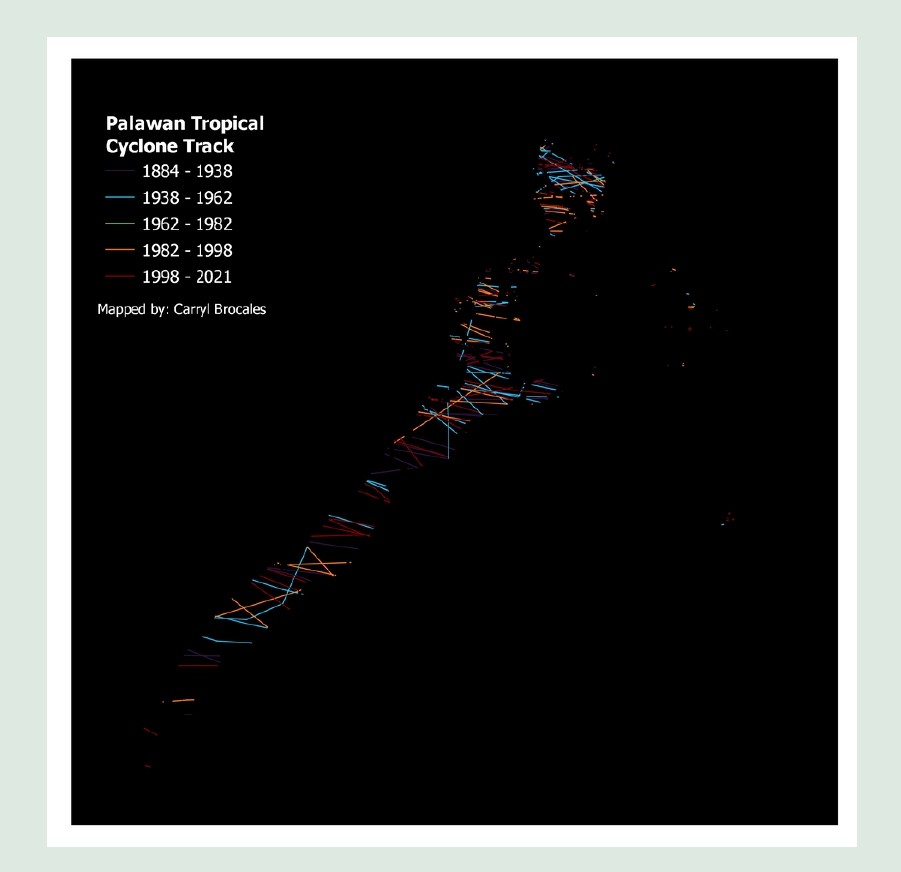 Palawan Tropical
Cyclone Track
1884 - 1938
1938 - 1962
1962 - 1982
1982 - 1998
1998 - 2021
Mapped by: Carryl Brocales